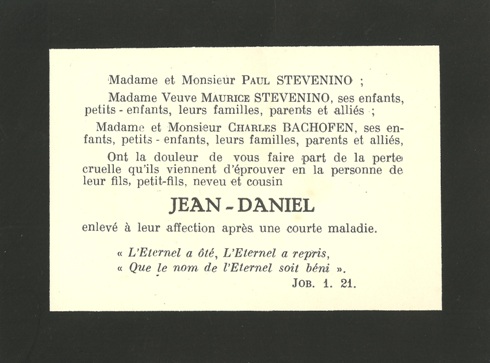 Madame et Monsieur PAUL STEVENINO ;
Madame Veuve MAURICE STEVENINO, ses enfants,
petits - enfants, leurs familles, parents et alliés ;
Madame et Monsieur CHARLES BACHOFEN, ses en-
fants, petits - enfants, leurs familles, parents et alliés,
Ont la douleur de vous faire part de la perte
cruelle qu'ils viennent d'éprouver en la personne de
leur fils, petit-fils, neveu et cousin
JEAN - DANIEL
enlevé à leur affection après une courte maladie.
« L'Eternel a ôté, L'Eternel a repris,
« Que le nom de l'Eternel soit béni ».
JOB. 1. 21.